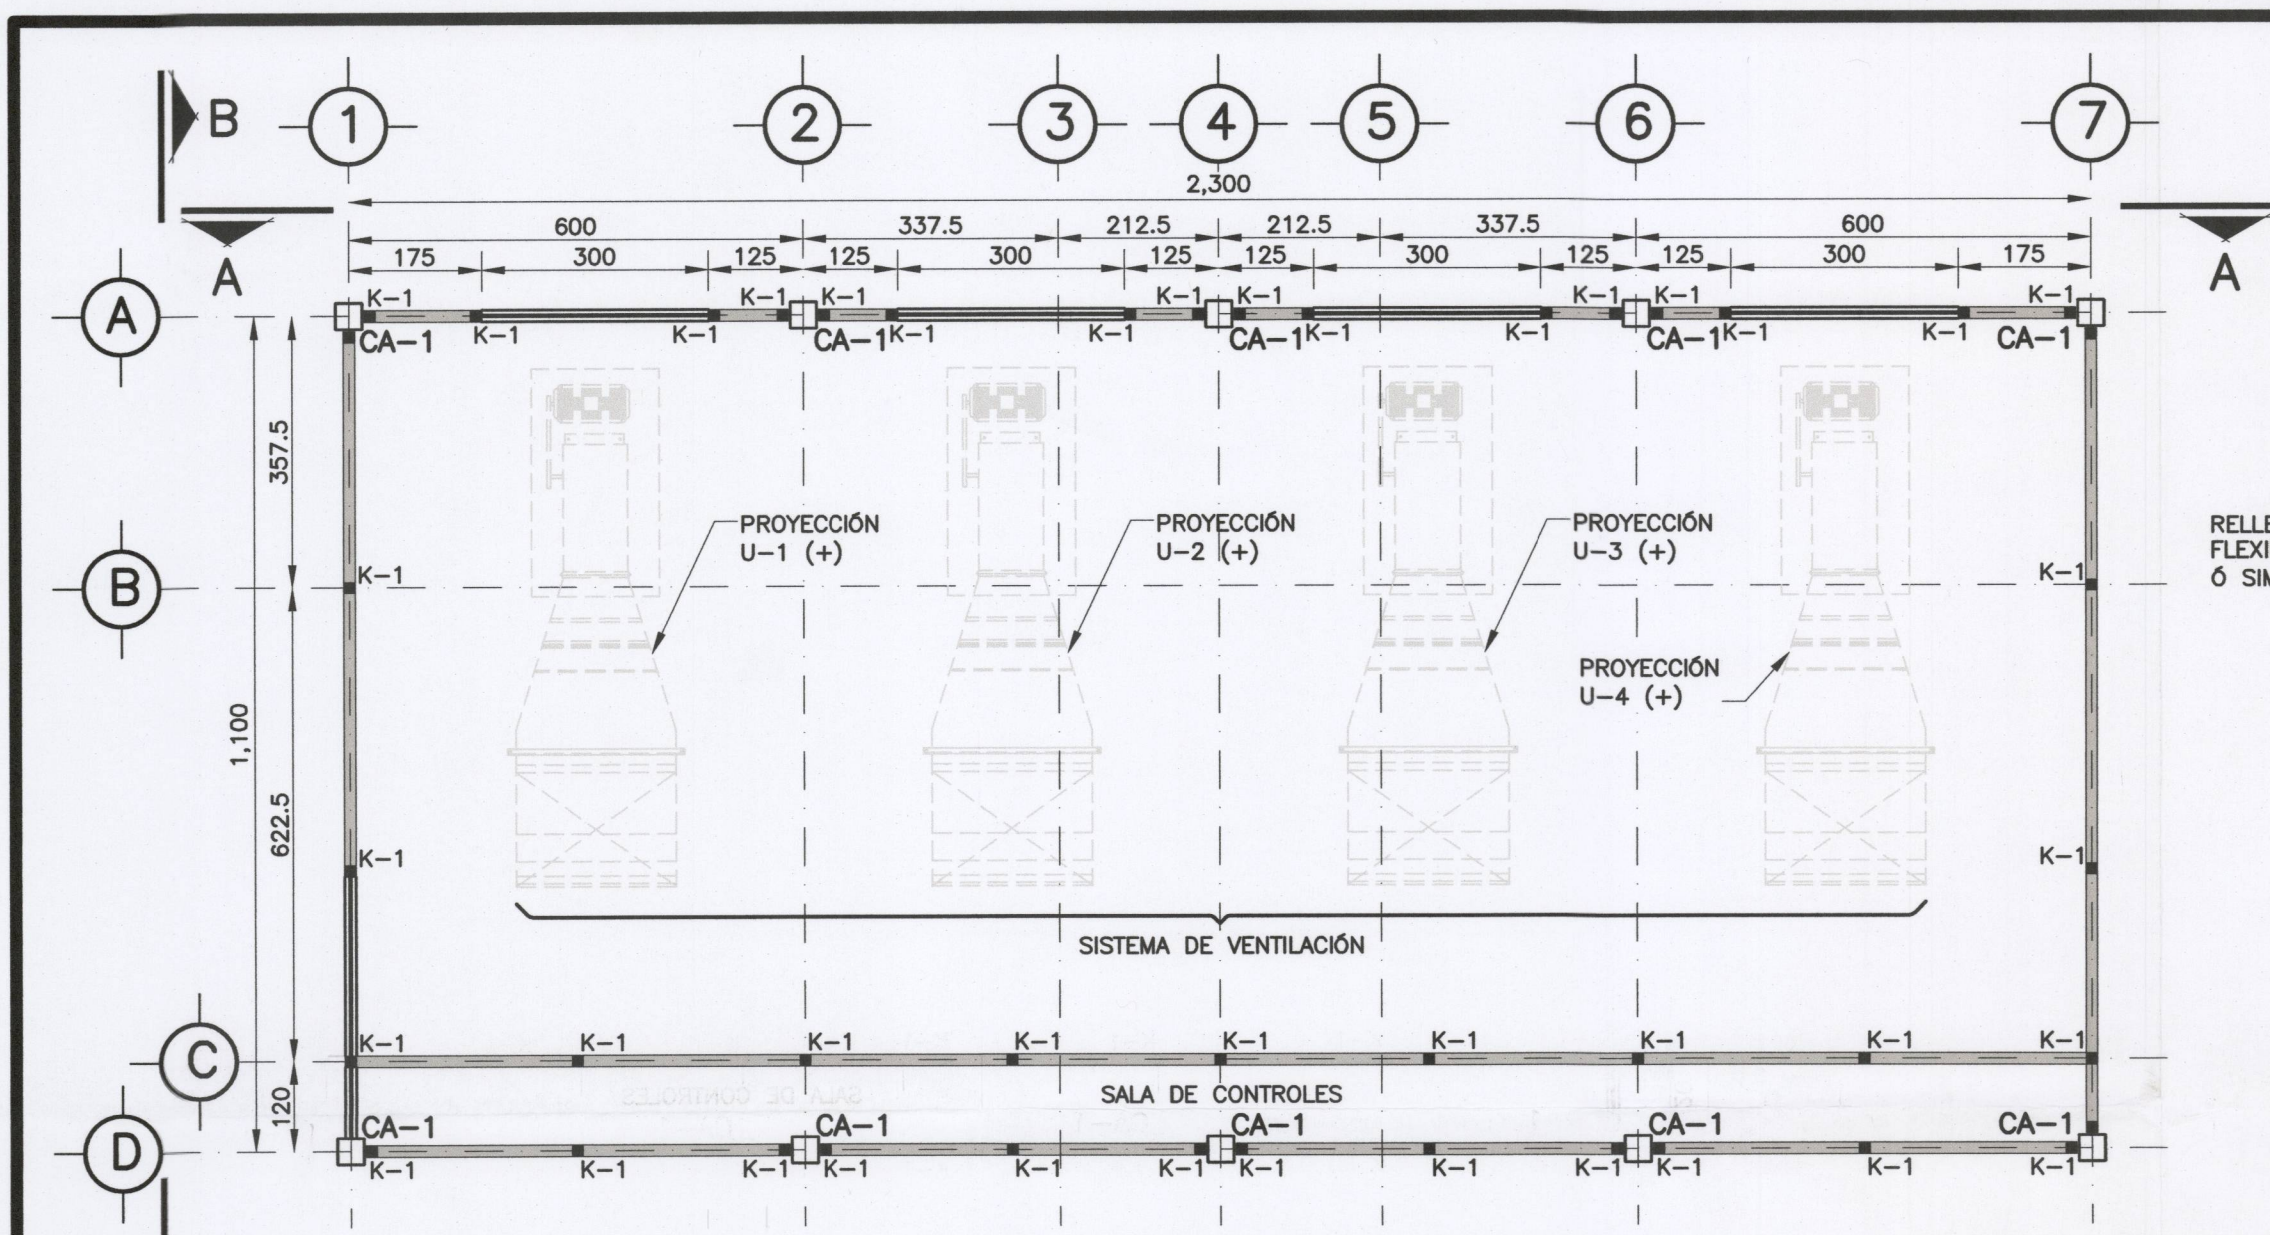 B
1 2 3 4 5 6 7
2,300
600 337.5 212.5 212.5 337.5 600
175 300 125 125 300 125 125 300 125 125 300 175
A A
A
K-1 K-1 K-1 K-1 K-1 K-1 K-1 K-1
CA-1 K-1 K-1 CA-1 K-1 K-1 CA-1 K-1 K-1 CA-1 K-1 K-1 CA-1
357.5
PROYECCIÓN
U-1 (+)
PROYECCIÓN
U-2 (+)
PROYECCIÓN
U-3 (+)
RELLE
FLEXI
Ó SIM
B
K-1 K-1
PROYECCIÓN
U-4 (+)
1,100
622.5
K-1 K-1
SISTEMA DE VENTILACIÓN
C
K-1 K-1 K-1 K-1 K-1 K-1 K-1 K-1 K-1
120
SALA DE CONTROLES
D
CA-1 CA-1 CA-1 CA-1 CA-1
K-1 K-1 K-1 K-1 K-1 K-1 K-1 K-1 K-1 K-1 K-1 K-1